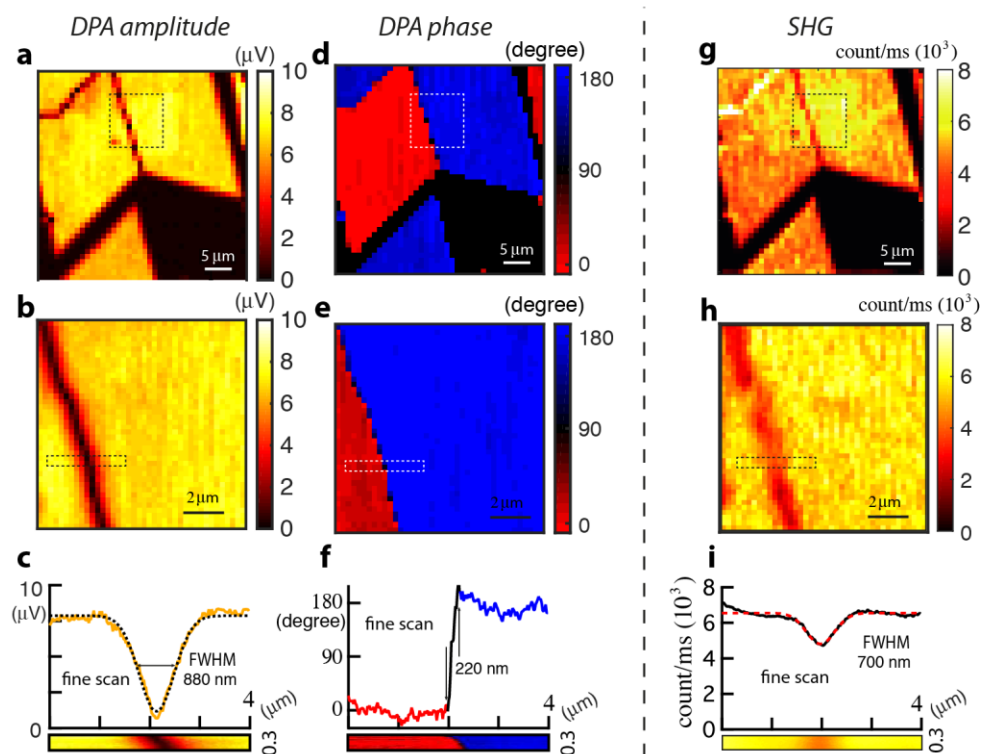 DPA amplitude
DPA phase
SHG
a
(μV)
10
8
6
4
2
0
5 μm
d
(degree)
180
90
0
5 μm
g
count/ms (10³)
8
6
4
2
0
5 μm
b
(μV)
10
8
6
4
2
0
2 μm
e
(degree)
180
90
0
2 μm
h
count/ms (10³)
8
6
4
2
0
2 μm
c
10
(μV)
0
fine scan
FWHM
880 nm
4
(μm)
0.3
f
180
(degree)
90
0
fine scan
220 nm
4
(μm)
0.3
i
count/ms (10³)
8
6
4
2
0
fine scan
FWHM
700 nm
4
(μm)
0.3